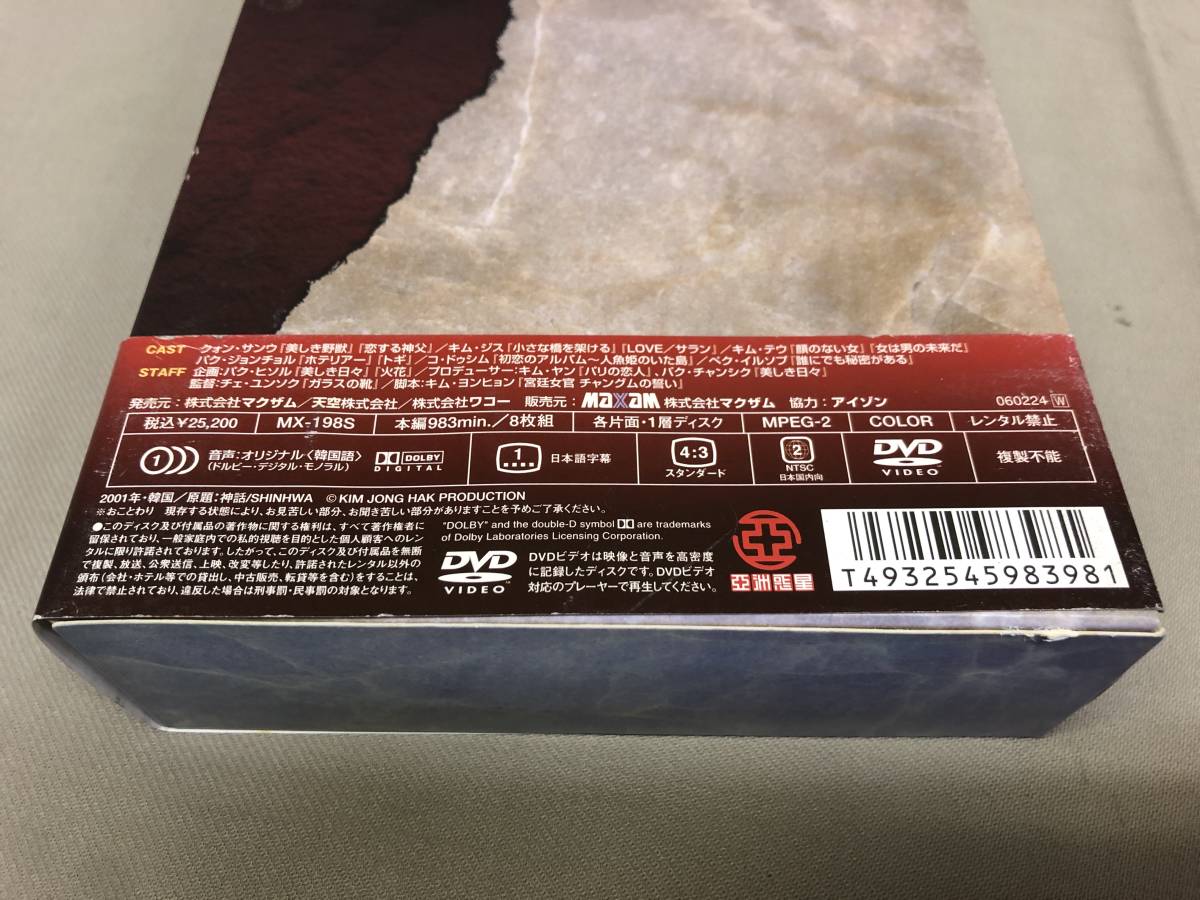 CAST クォン・サンウ『美しき野獣』『恋する神父』/キム・ジス『小さな橋を架ける』『LOVE/サラン』/キム・テウ『顔のない女』『女は男の未来だ』
パク・ジョンチョル『ホテリアー』『トギ』/コ・ドゥシム『初恋のアルバム〜人魚姫のいた島』/ペク・イルソプ『誰にでも秘密がある』
STAFF 企画:パク・ヒソル『美しき日々』『火花』/プロデューサー:キム・ヤン『パリの恋人』、パク・チャンシク『美しき日々』
監督:チェ・ユンソク『ガラスの靴』/脚本:キム・ヨンヒョン『宮廷女官 チャングムの誓い』
発売元:株式会社マクザム/天空株式会社/株式会社ワコー 販売元:MAXAM 株式会社マクザム 協力:アイゾン 060224 W
税込¥25,200 MX-198S 本編983min./8枚組 各片面・1層ディスク MPEG-2 COLOR レンタル禁止
1 音声:オリジナル〈韓国語〉 DOLBY 1 日本語字幕 4:3 2 DVD 複製不能
(ドルビー・デジタル・モノラル) DIGITAL スタンダード NTSC 日本国内向 VIDEO
2001年・韓国/原題:神話/SHINHWA © KIM JONG HAK PRODUCTION
※おことわり 現存する状態により、お見苦しい部分、お聞き苦しい部分がありますことを予めご了承ください。
●このディスク及び付属品の著作物に関する権利は、すべて著作権者に
留保されており、一般家庭内での私的視聴を目的とした個人顧客へのレン
タルに限り許諾されております。したがって、このディスク及び付属品を無断
で複製、放送、公衆送信、上映、改変等したり、許諾されたレンタル以外の
頒布(会社・ホテル等での貸出し、中古販売、転貸等を含む)をすることは、
法律で禁止されており、違反した場合は刑事罰・民事罰の対象となります。
"DOLBY" and the double-D symbol are trademarks
of Dolby Laboratories Licensing Corporation.
DVD VIDEO
DVDビデオは映像と音声を高密度
に記録したディスクです。DVDビデオ
対応のプレーヤーで再生してください。
亞洲惑星
T4932545983981